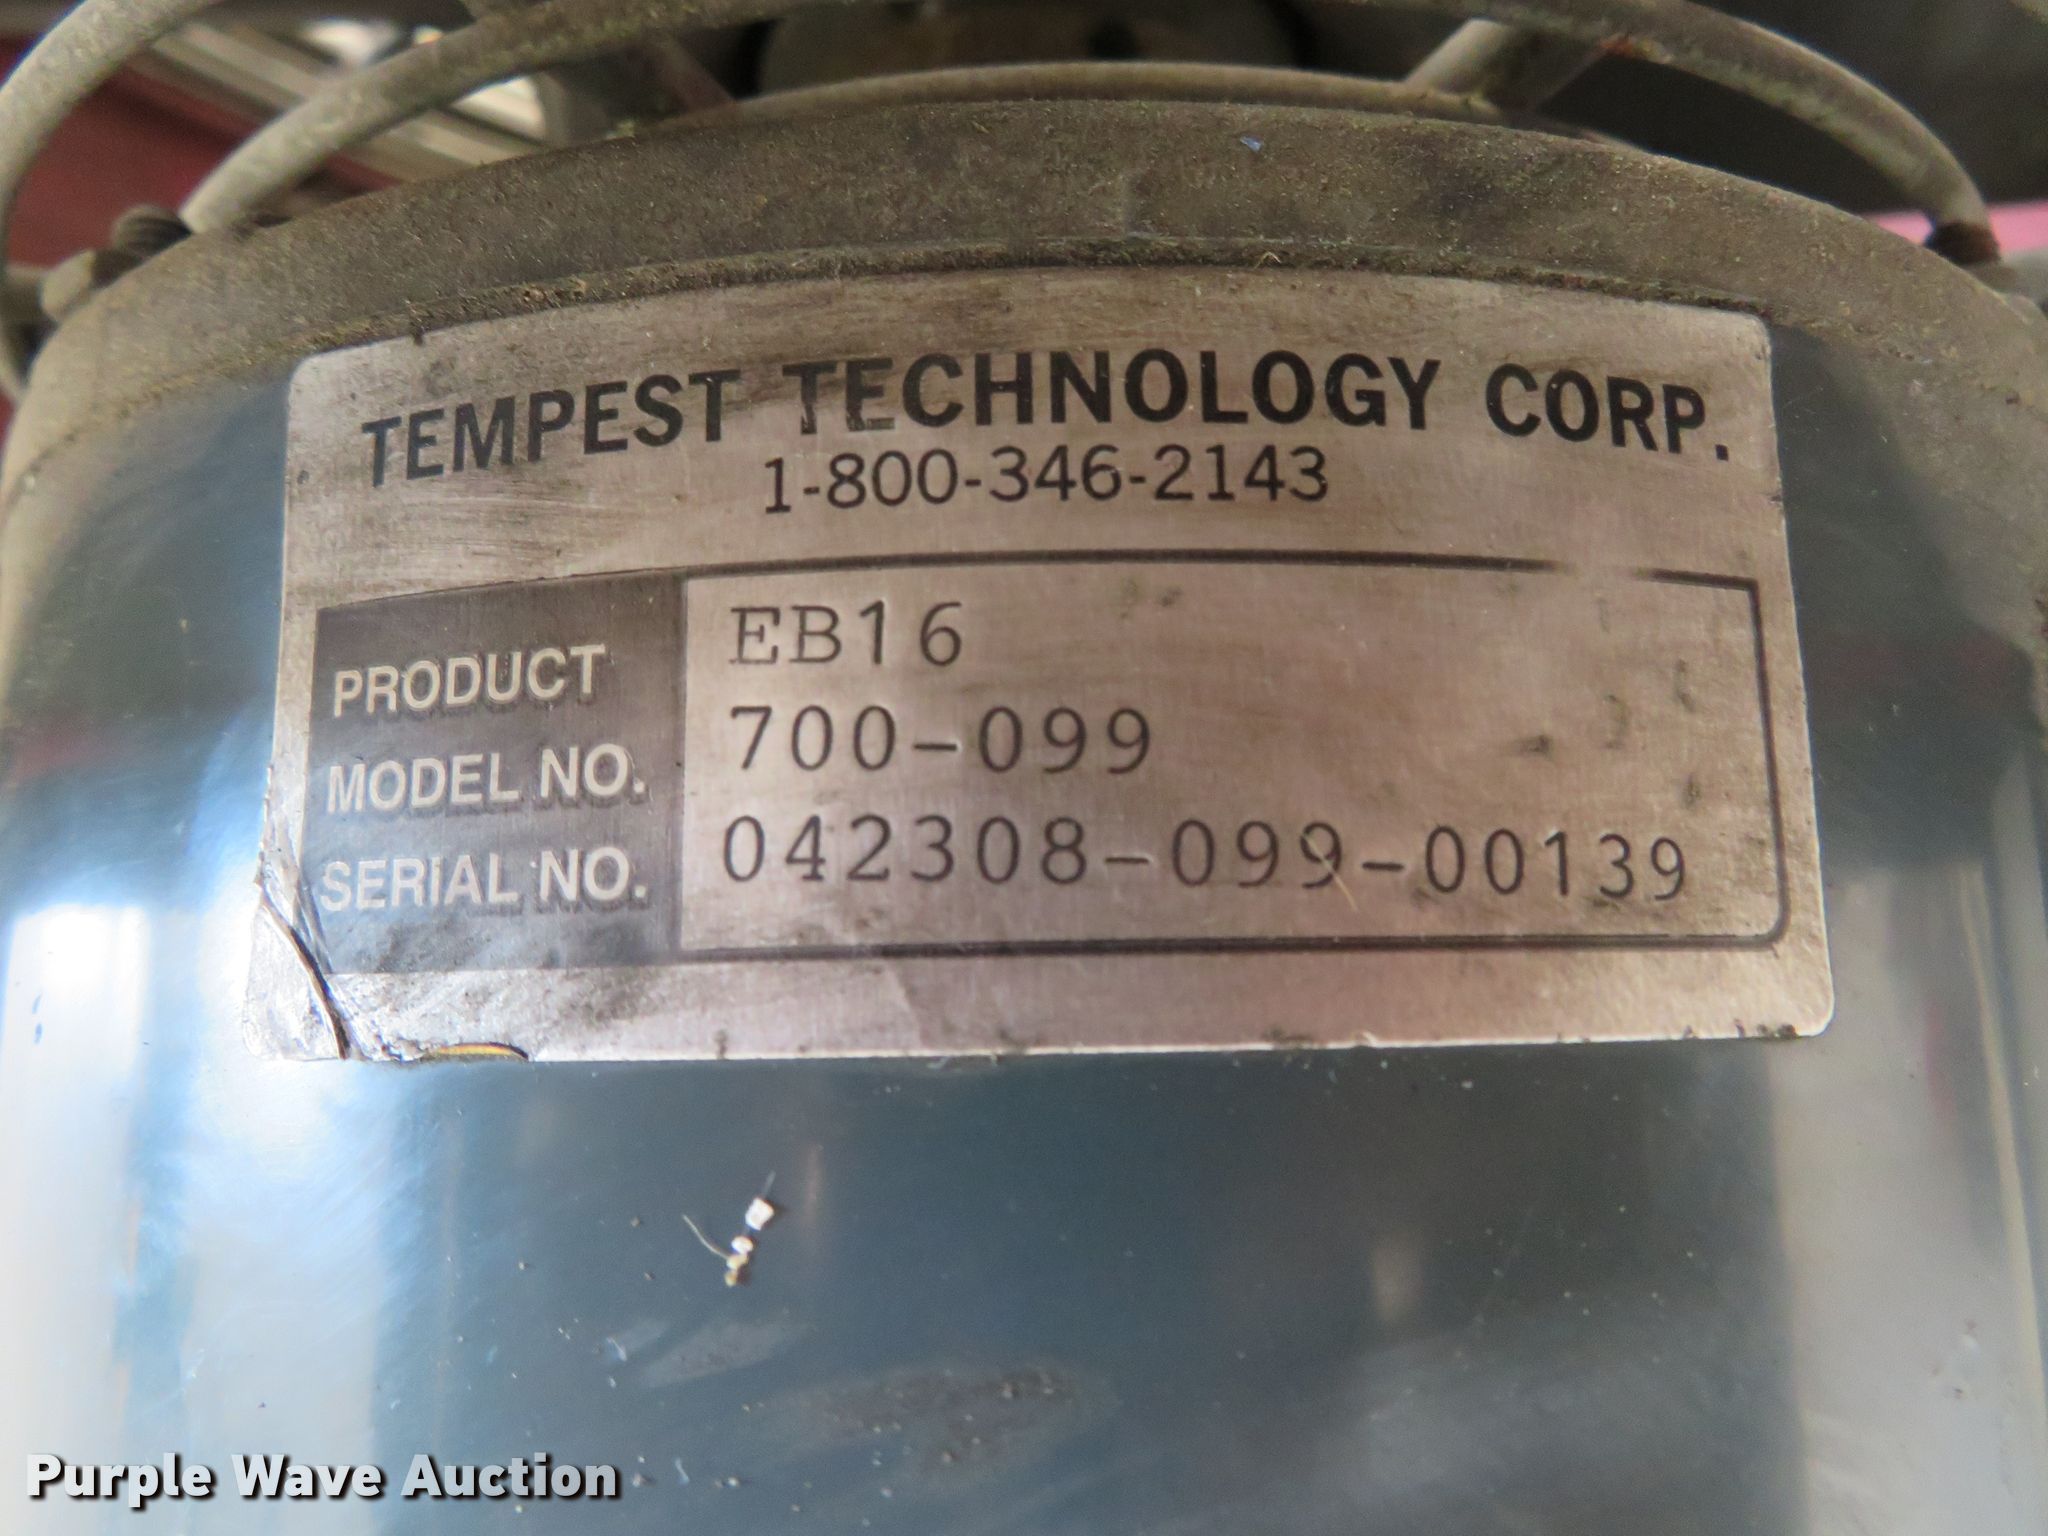 TEMPEST TECHNOLOGY CORP.
1-800-346-2143
PRODUCT EB16
MODEL NO. 700-099
SERIAL NO. 042308-099-00139
Purple Wave Auction